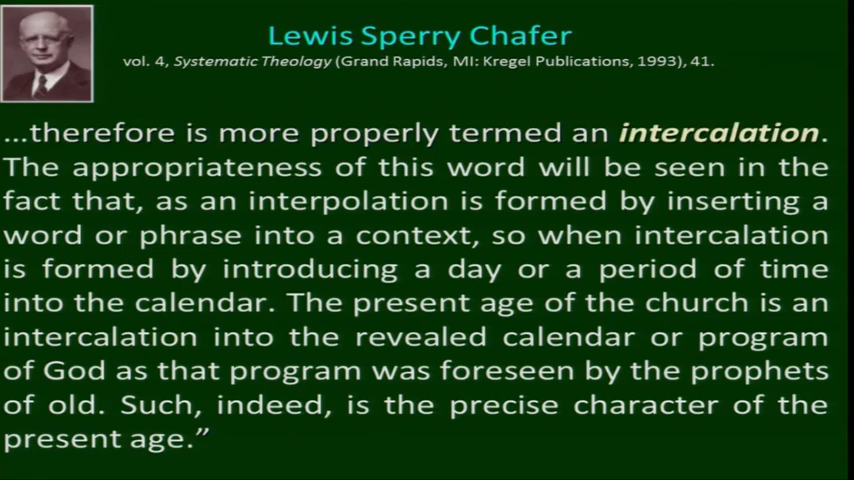 Lewis Sperry Chafer
vol. 4, Systematic Theology (Grand Rapids, MI: Kregel Publications, 1993), 41.
...therefore is more properly termed an intercalation.
The appropriateness of this word will be seen in the
fact that, as an interpolation is formed by inserting a
word or phrase into a context, so when intercalation
is formed by introducing a day or a period of time
into the calendar. The present age of the church is an
intercalation into the revealed calendar or program
of God as that program was foreseen by the prophets
of old. Such, indeed, is the precise character of the
present age.”